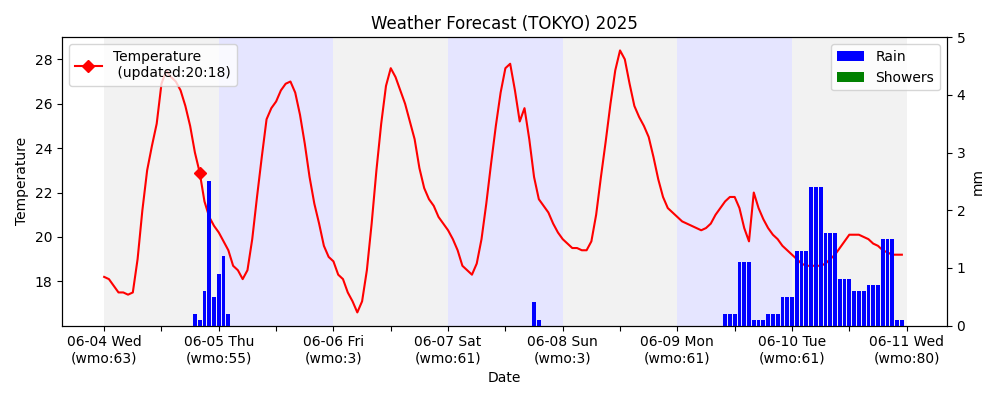 Weather Forecast (TOKYO) 2025
Temperature
(updated:20:18)
Rain
Showers
28
26
24
22
20
18
Temperature
5
4
3
2
1
0
mm
06-04 Wed
(wmo:63)
06-05 Thu
(wmo:55)
06-06 Fri
(wmo:3)
06-07 Sat
(wmo:61)
06-08 Sun
(wmo:3)
06-09 Mon
(wmo:61)
06-10 Tue
(wmo:61)
06-11 Wed
(wmo:80)
Date